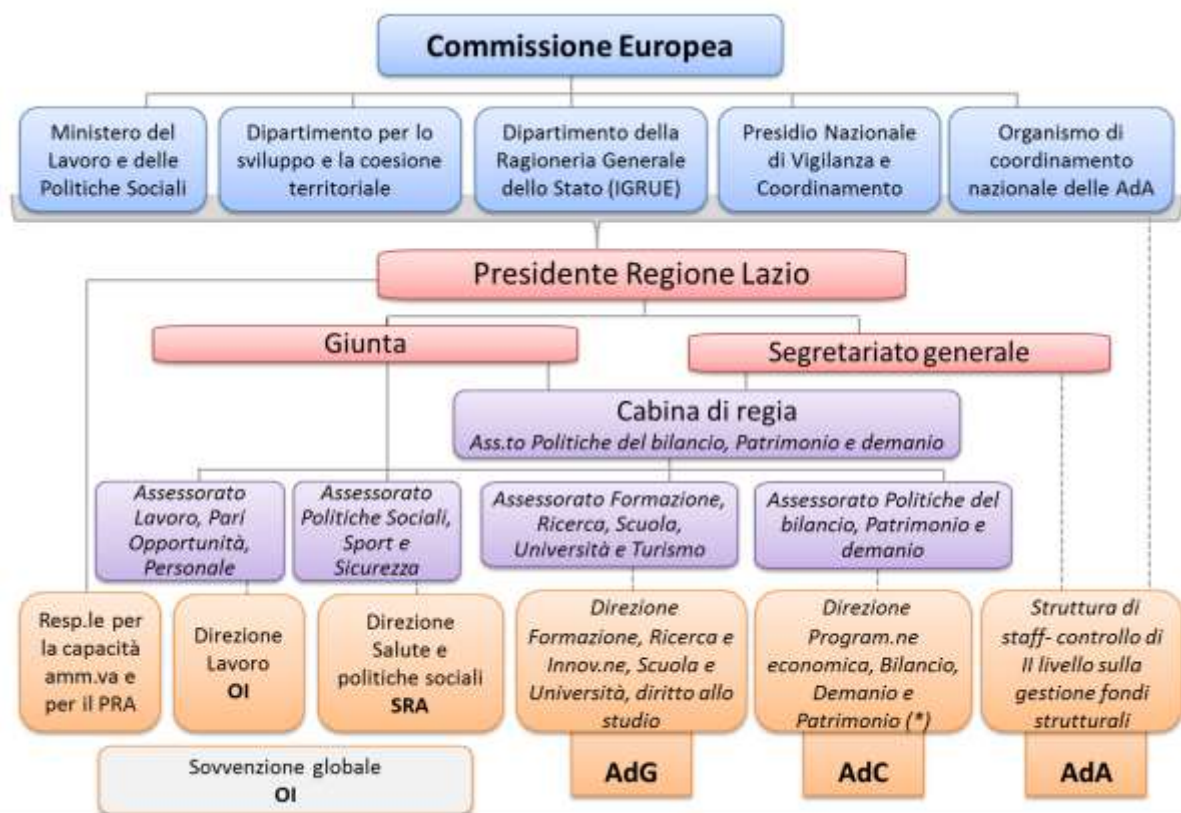 Commissione Europea
Ministero del
Lavoro e delle
Politiche Sociali
Dipartimento per lo
sviluppo e la coesione
territoriale
Dipartimento della
Ragioneria Generale
dello Stato (IGRUE)
Presidio Nazionale
di Vigilanza e
Coordinamento
Organismo di
coordinamento
nazionale delle AdA
Presidente Regione Lazio
Giunta
Segretariato generale
Cabina di regia
Ass.to Politiche del bilancio, Patrimonio e demanio
Assessorato
Lavoro, Pari
Opportunità,
Personale
Assessorato
Politiche Sociali,
Sport e
Sicurezza
Assessorato Formazione,
Ricerca, Scuola,
Università e Turismo
Assessorato Politiche del
bilancio, Patrimonio e
demanio
Resp.le per
la capacità
amm.va e
per il PRA
Direzione
Lavoro
OI
Direzione
Salute e
politiche sociali
SRA
Direzione
Formazione, Ricerca e
Innov.ne, Scuola e
Università, diritto allo
studio
Direzione
Program.ne
economica, Bilancio,
Demanio e
Patrimonio (*)
Struttura di
staff- controllo di
II livello sulla
gestione fondi
strutturali
AdG
AdC
AdA
Sovvenzione globale
OI